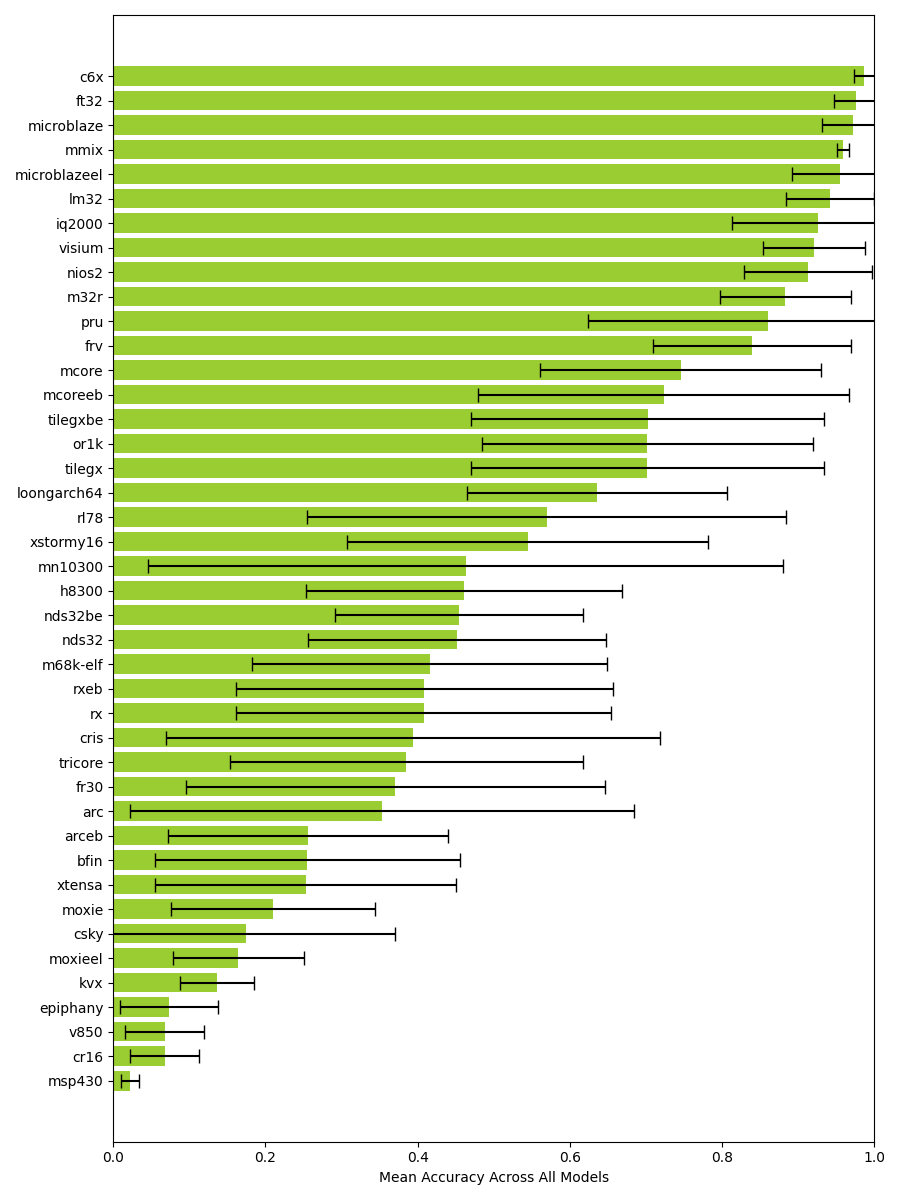 c6x
ft32
microblaze
mmix
microblazeel
lm32
iq2000
visium
nios2
m32r
pru
frv
mcore
mcoreeb
tilegxbe
or1k
tilegx
loongarch64
rl78
xstormy16
mn10300
h8300
nds32be
nds32
m68k-elf
rxeb
rx
cris
tricore
fr30
arc
arceb
bfin
xtensa
moxie
csky
moxieel
kvx
epiphany
v850
cr16
msp430
0.0 0.2 0.4 0.6 0.8 1.0
Mean Accuracy Across All Models